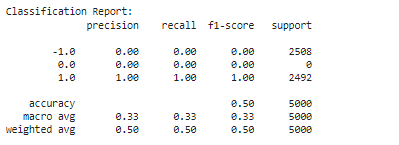 Classification Report:
precision recall f1-score support
-1.0 0.00 0.00 0.00 2508
0.0 0.00 0.00 0.00 0
1.0 1.00 1.00 1.00 2492
accuracy 0.50 5000
macro avg 0.33 0.33 0.33 5000
weighted avg 0.50 0.50 0.50 5000